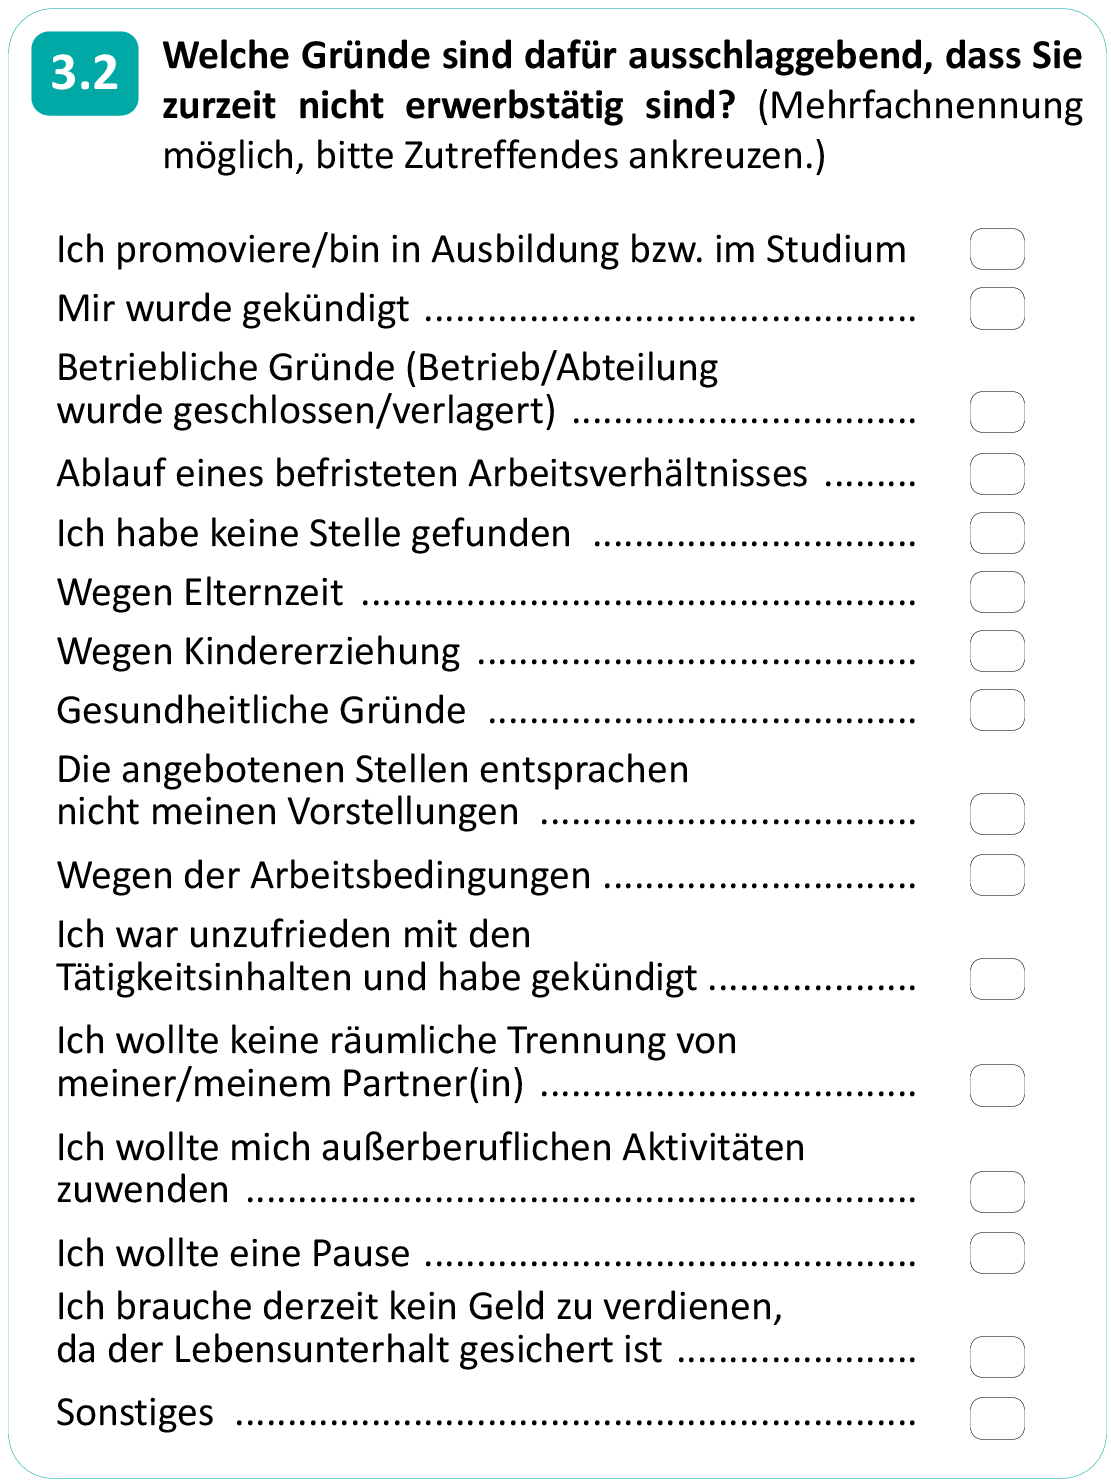 3.2 Welche Gründe sind dafür ausschlaggebend, dass Sie
zurzeit nicht erwerbstätig sind? (Mehrfachnennung
möglich, bitte Zutreffendes ankreuzen.)
Ich promoviere/bin in Ausbildung bzw. im Studium
Mir wurde gekündigt ...............................................
Betriebliche Gründe (Betrieb/Abteilung
wurde geschlossen/verlagert) .................................
Ablauf eines befristeten Arbeitsverhältnisses .........
Ich habe keine Stelle gefunden ...............................
Wegen Elternzeit .....................................................
Wegen Kindererziehung ..........................................
Gesundheitliche Gründe .........................................
Die angebotenen Stellen entsprachen
nicht meinen Vorstellungen ....................................
Wegen der Arbeitsbedingungen ..............................
Ich war unzufrieden mit den
Tätigkeitsinhalten und habe gekündigt ....................
Ich wollte keine räumliche Trennung von
meiner/meinem Partner(in) ....................................
Ich wollte mich außerberuflichen Aktivitäten
zuwenden ................................................................
Ich wollte eine Pause ...............................................
Ich brauche derzeit kein Geld zu verdienen,
da der Lebensunterhalt gesichert ist .......................
Sonstiges .................................................................